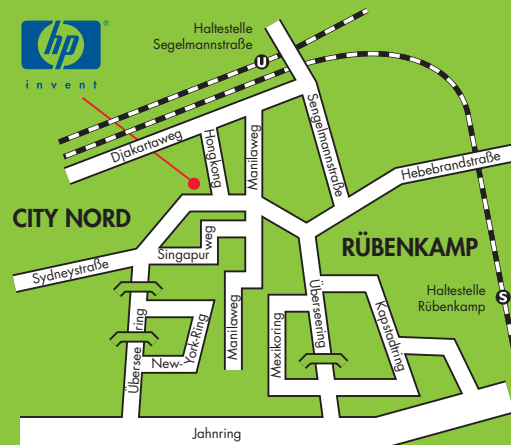 hp
invent
Haltestelle
Segelmannstraße
U
Djakartaweg
Hongkong
Manilaweg
Sengelmannstraße
Hebebrandstraße
CITY NORD
RÜBENKAMP
Singapur
weg
Sydneystraße
Haltestelle
Rübenkamp
S
Übersee
ring
New-
York-Ring
Manilaweg
Mexikoring
Überseering
Kapstadtring
Jahnring